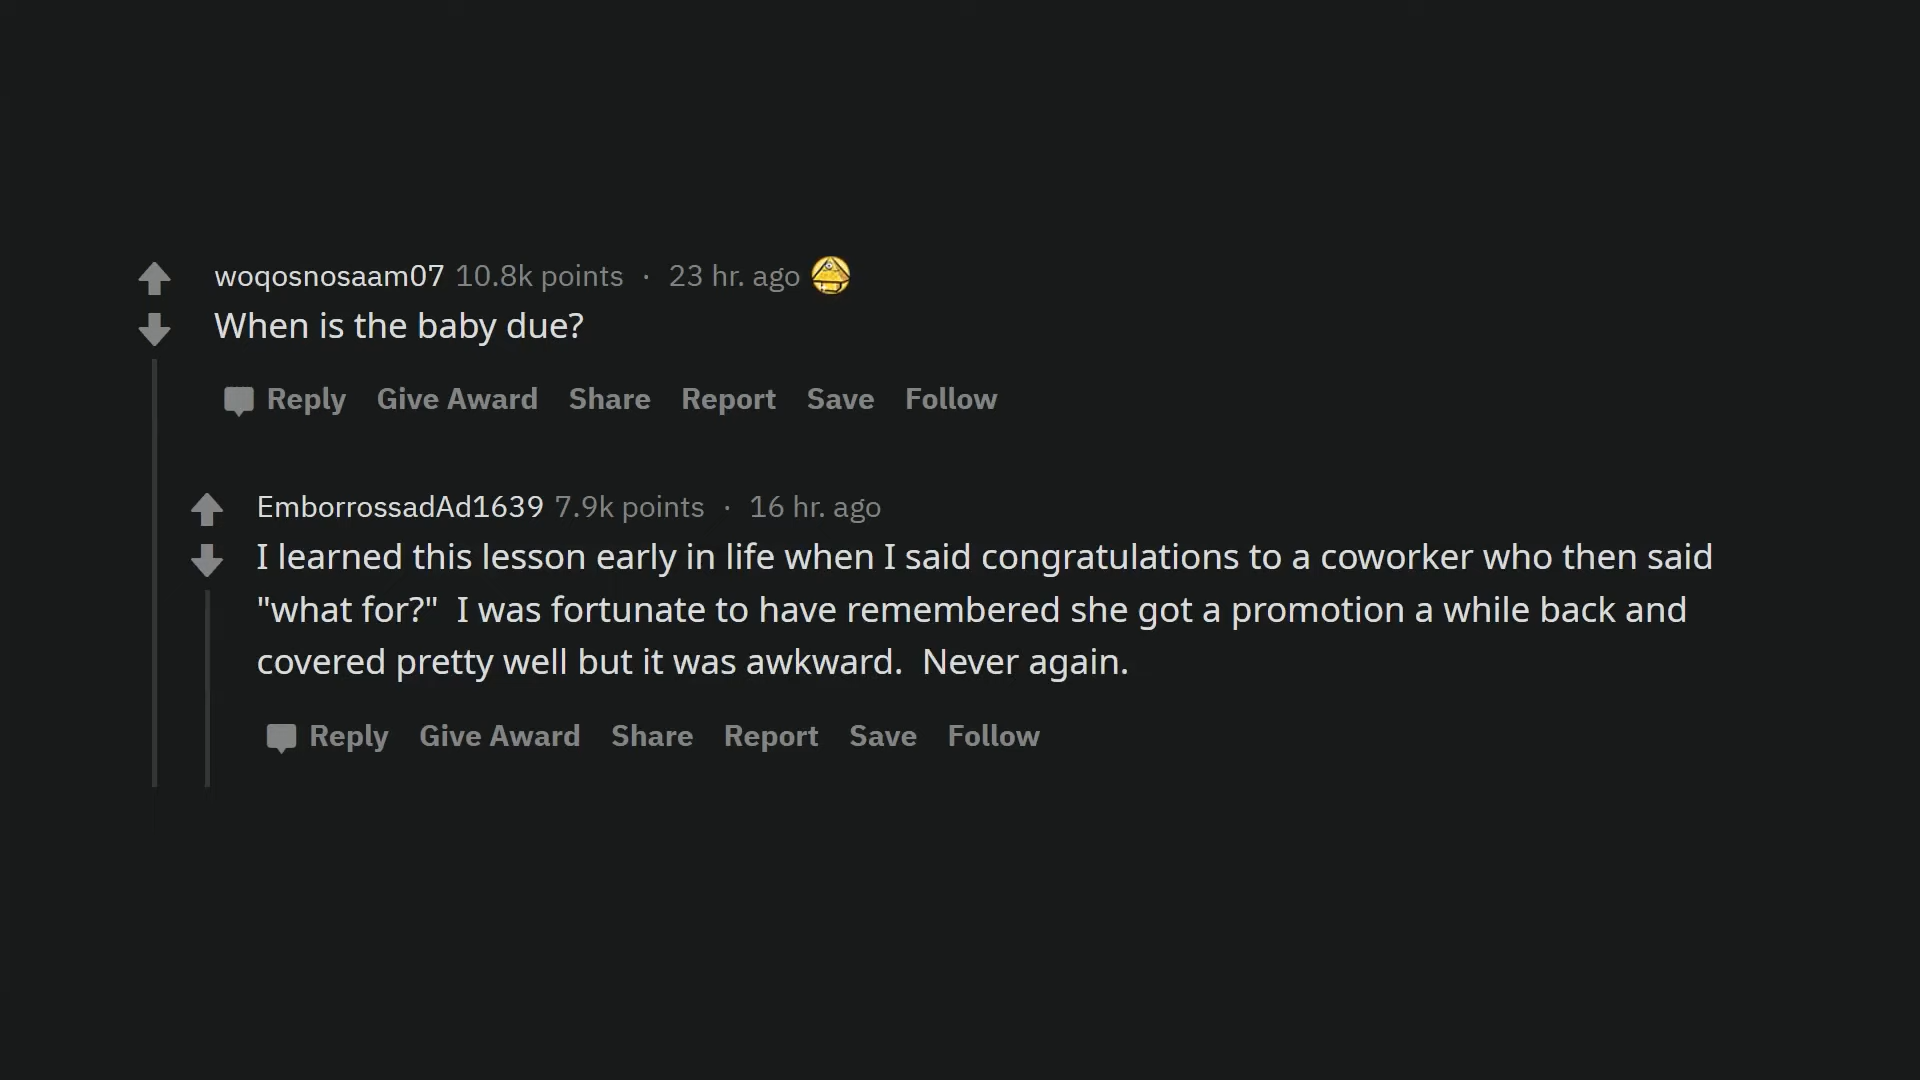 woqosnosaam07 10.8k points · 23 hr. ago
When is the baby due?
Reply Give Award Share Report Save Follow
EmborrossadAd1639 7.9k points · 16 hr. ago
I learned this lesson early in life when I said congratulations to a coworker who then said
"what for?"  I was fortunate to have remembered she got a promotion a while back and
covered pretty well but it was awkward.  Never again.
Reply Give Award Share Report Save Follow